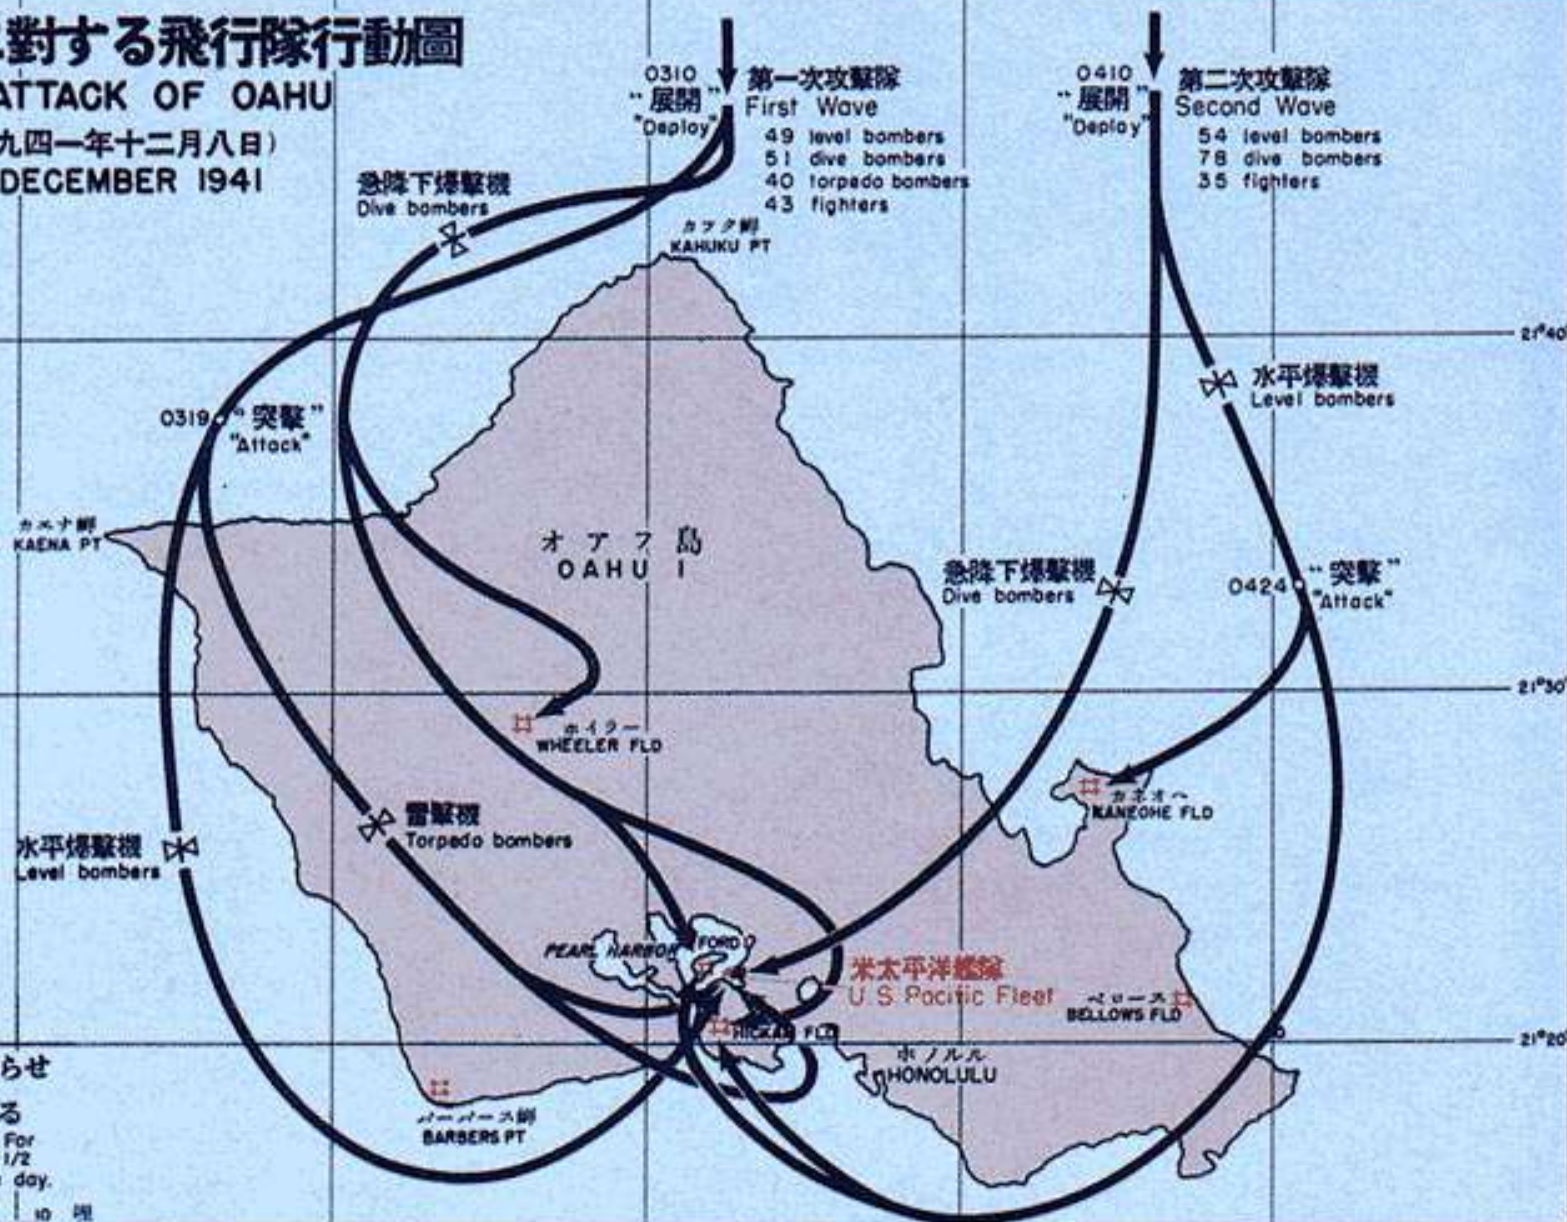 對する飛行隊行動圖
ATTACK OF OAHU
九四一年十二月八日)
DECEMBER 1941
0310
"展開"
"Deploy"
第一次攻擊隊
First Wave
49 level bombers
51 dive bombers
40 torpedo bombers
43 fighters
0410
"展開"
"Deploy"
第二次攻擊隊
Second Wave
54 level bombers
78 dive bombers
35 fighters
急降下爆擊機
Dive bombers
カフク岬
KAHUKU PT
21°40'
水平爆擊機
Level bombers
0319
"突擊"
"Attack"
カエナ岬
KAENA PT
オアフ島
OAHU I
急降下爆擊機
Dive bombers
0424
"突擊"
"Attack"
21°30'
ホイラー
WHEELER FLD
カネオヘ
KANEOHE FLD
雷擊機
Torpedo bombers
水平爆擊機
Level bombers
PEARL HARBOR
FORD I
米太平洋艦隊
U.S. Pacific Fleet
ベロース
BELLOWS FLD
HICKAM FLD
21°20'
ホノルル
HONOLULU
らせ
バーバース岬
BARBERS PT
る
For
1/2
day.
10 浬